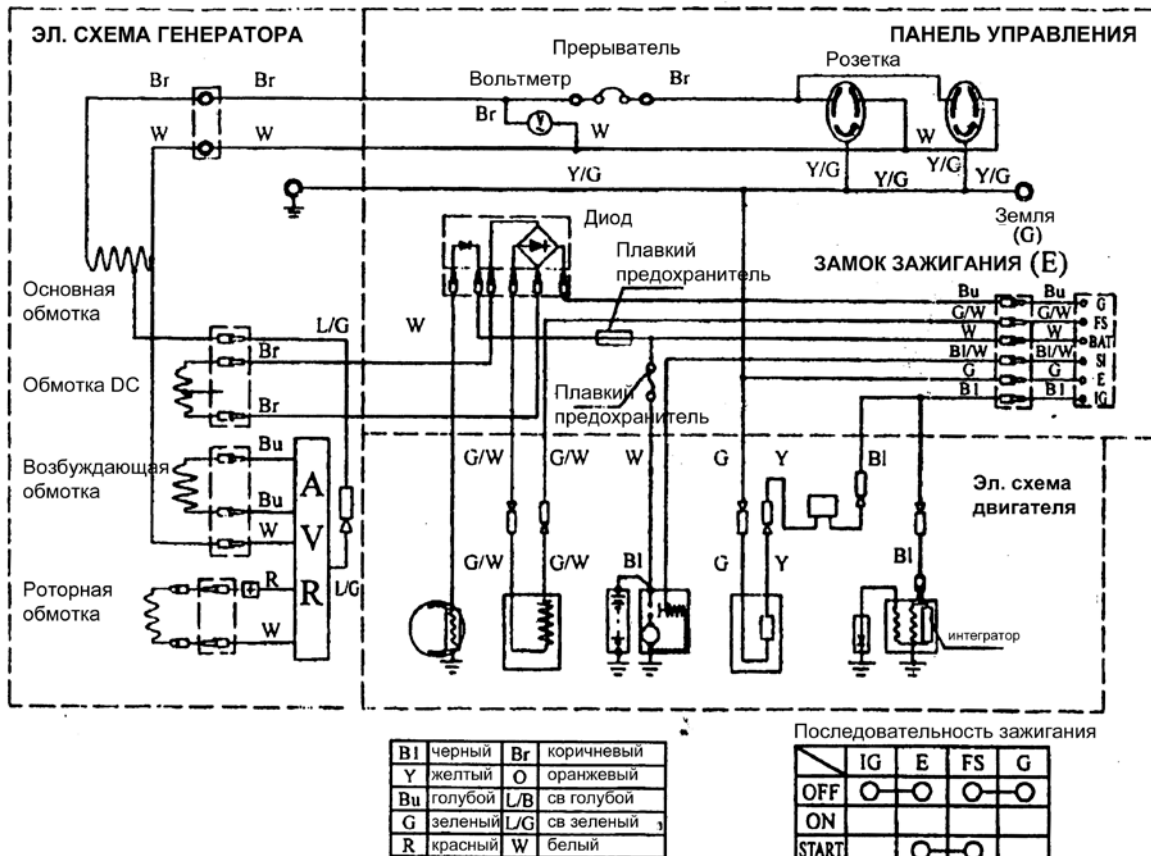 ЭЛ. СХЕМА ГЕНЕРАТОРА
ПАНЕЛЬ УПРАВЛЕНИЯ
Прерыватель
Вольтметр
Розетка
Br
Br
Br
Br
V
W
W
W
W
Y/G
Y/G
Y/G
Y/G
Y/G
Земля
(G)
Диод
Плавкий
предохранитель
ЗАМОК ЗАЖИГАНИЯ (E)
Основная
обмотка
L/G
W
Bu
Bu
G
G/W
G/W
FS
W
W
BAT
Bl/W
Bl/W
SI
G
G
E
Bl
Bl
IG
Br
Обмотка DC
Br
Плавкий
предохранитель
Возбуждающая
обмотка
Bu
Bu
W
A
V
R
G/W
G/W
W
G
Y
Bl
Эл. схема
двигателя
G/W
G/W
Bl
G
Y
Bl
Роторная
обмотка
R
W
L/G
интегратор
Последовательность зажигания
Bl черный Br коричневый
Y желтый O оранжевый
Bu голубой L/B св голубой
G зеленый L/G св зеленый
R красный W белый
IG E FS G
OFF
ON
START